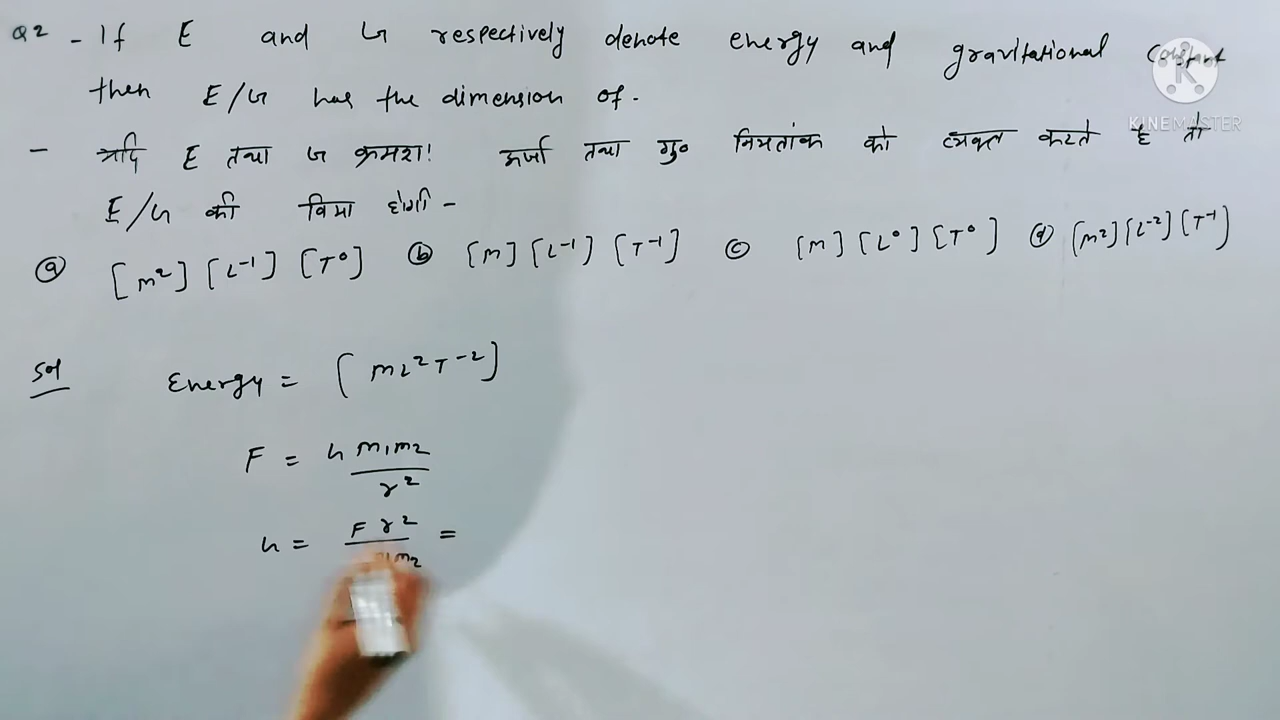 Q2 - If E and G respectively denote energy and gravitational constant
then E/G has the dimension of.
- यदि E तथा G क्रमश! ऊर्जा तथा गु० नियतांक को व्यक्त करते है तो
E/G की विमा होगी -
ⓐ [M²] [L⁻¹] [T⁰] ⓑ [M] [L⁻¹] [T⁻¹] ⓒ [M] [L⁰] [T⁰] ⓓ [M²] [L⁻²] [T⁻¹]
Sol Energy = [ML²T⁻²]
F = G m₁m₂ / r²
G = F r² / m₁m₂ =
K
KINEMASTER